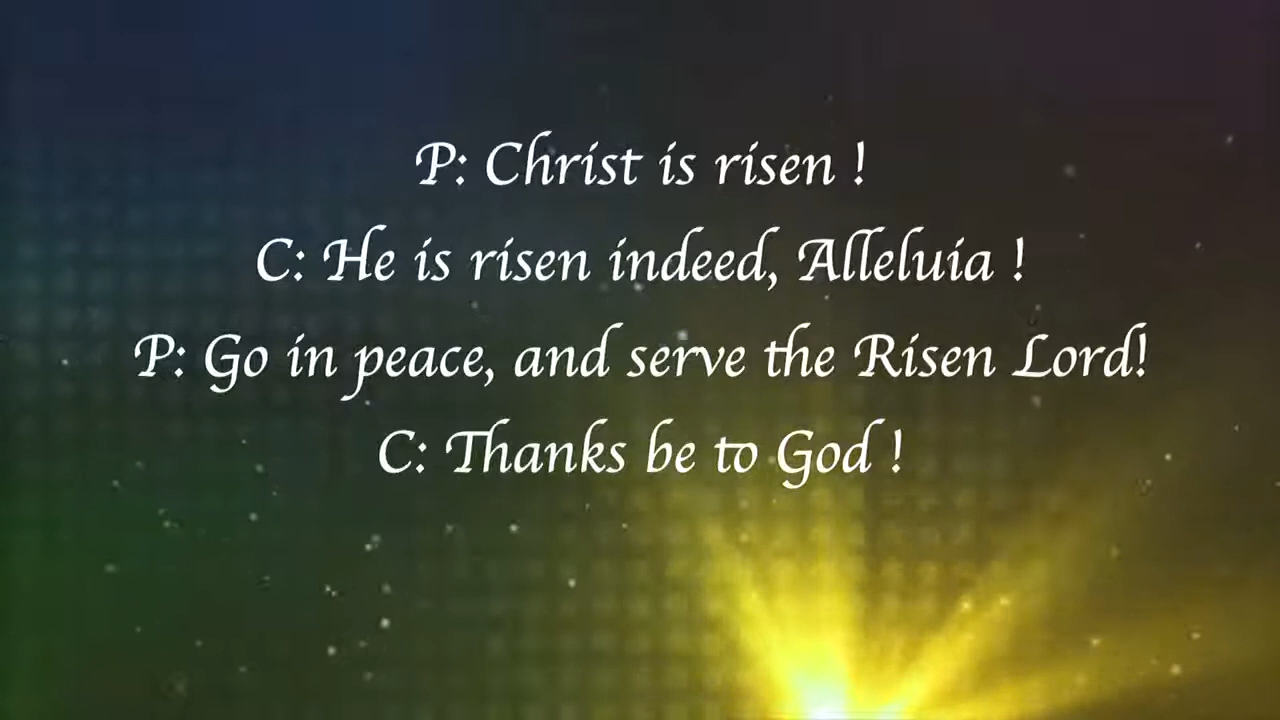 P: Christ is risen !
C: He is risen indeed, Alleluia !
P: Go in peace, and serve the Risen Lord!
C: Thanks be to God !